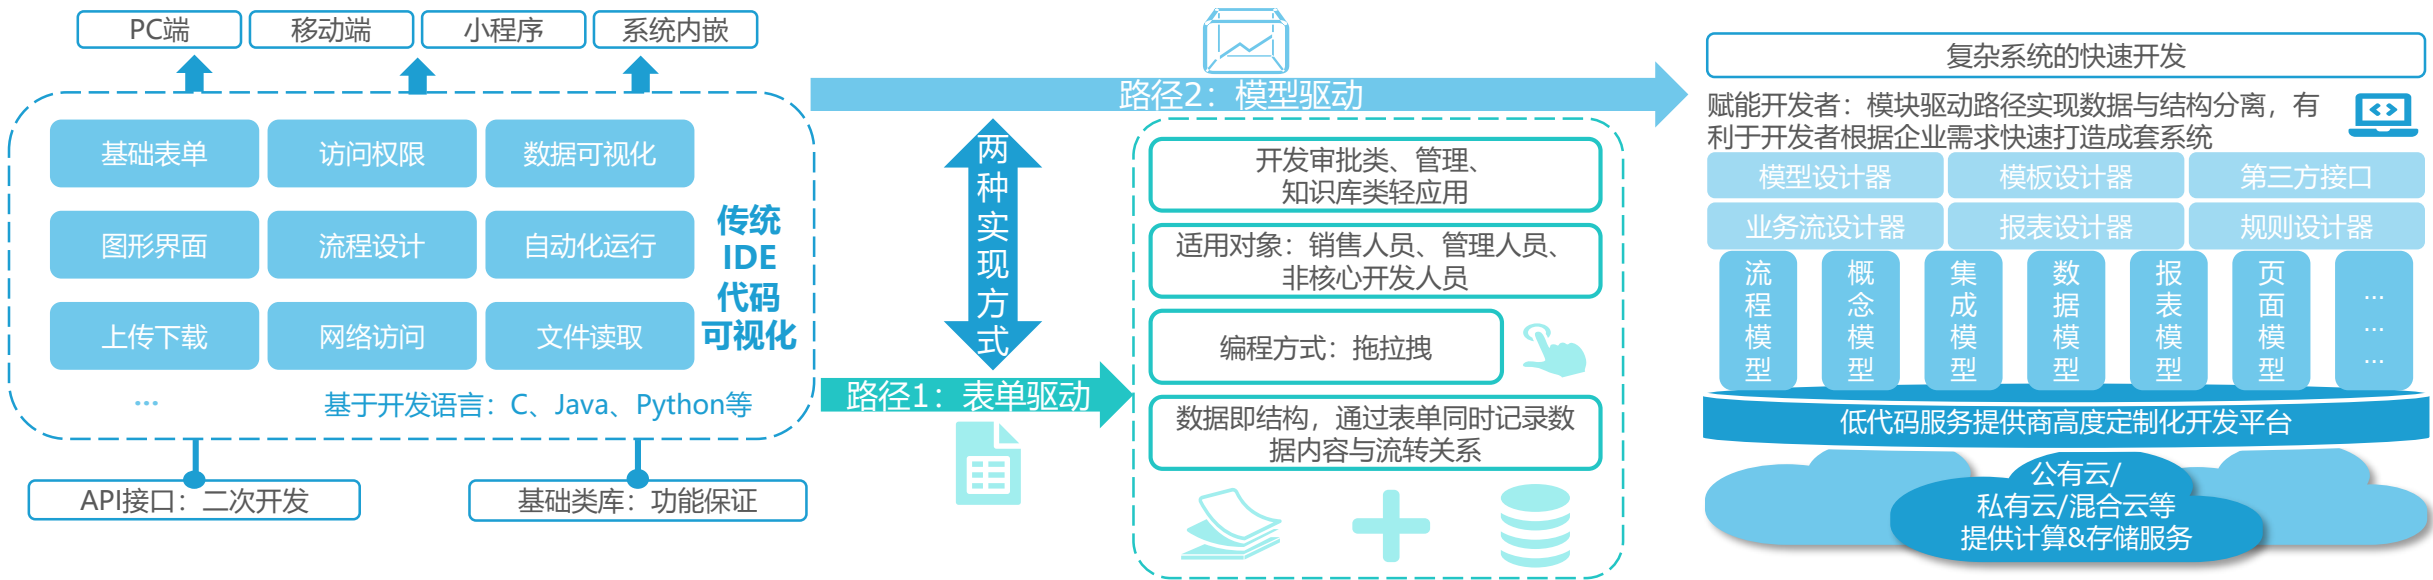 PC端
移动端
小程序
系统内嵌
基础表单
访问权限
数据可视化
图形界面
流程设计
自动化运行
上传下载
网络访问
文件读取
...
传统
IDE
代码
可视化
基于开发语言：C、Java、Python等
API接口：二次开发
基础类库：功能保证
路径2：模型驱动
两种实现方式
路径1：表单驱动
开发审批类、管理、
知识库类轻应用
适用对象：销售人员、管理人员、
非核心开发人员
编程方式：拖拉拽
数据即结构，通过表单同时记录数
据内容与流转关系
复杂系统的快速开发
赋能开发者：模块驱动路径实现数据与结构分离，有
利于开发者根据企业需求快速打造成套系统
模型设计器
模板设计器
第三方接口
业务流设计器
报表设计器
规则设计器
流程模型
概念模型
集成模型
数据模型
报表模型
页面模型
...
...
...
低代码服务提供商高度定制化开发平台
公有云/
私有云/混合云等
提供计算&存储服务